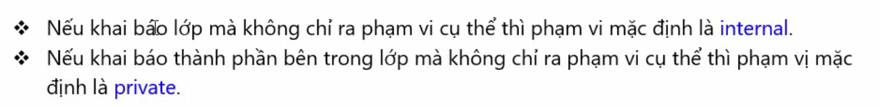 ❖ Nếu khai báo lớp mà không chỉ ra phạm vi cụ thể thì phạm vi mặc định là internal.
❖ Nếu khai báo thành phần bên trong lớp mà không chỉ ra phạm vi cụ thể thì phạm vị mặc
định là private.